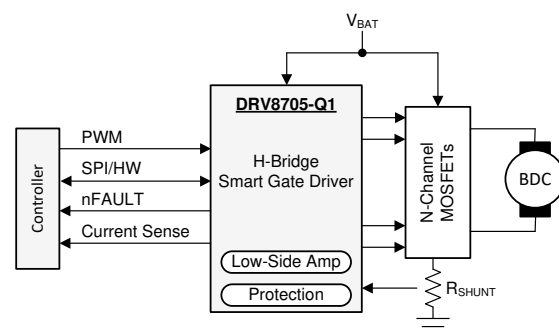 VBAT
DRV8705-Q1
H-Bridge
Smart Gate Driver
Controller
PWM
SPI/HW
nFAULT
Current Sense
Low-Side Amp
Protection
N-Channel
MOSFETs
BDC
RSHUNT